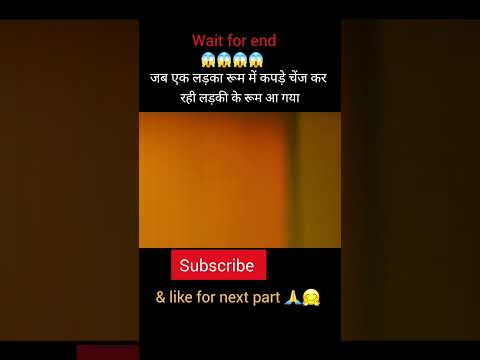 Wait for end
😱😱😱😱
जब एक लड़का रूम में कपड़े चेंज कर
रही लड़की के रूम आ गया
Subscribe
& like for next part 🙏🤗